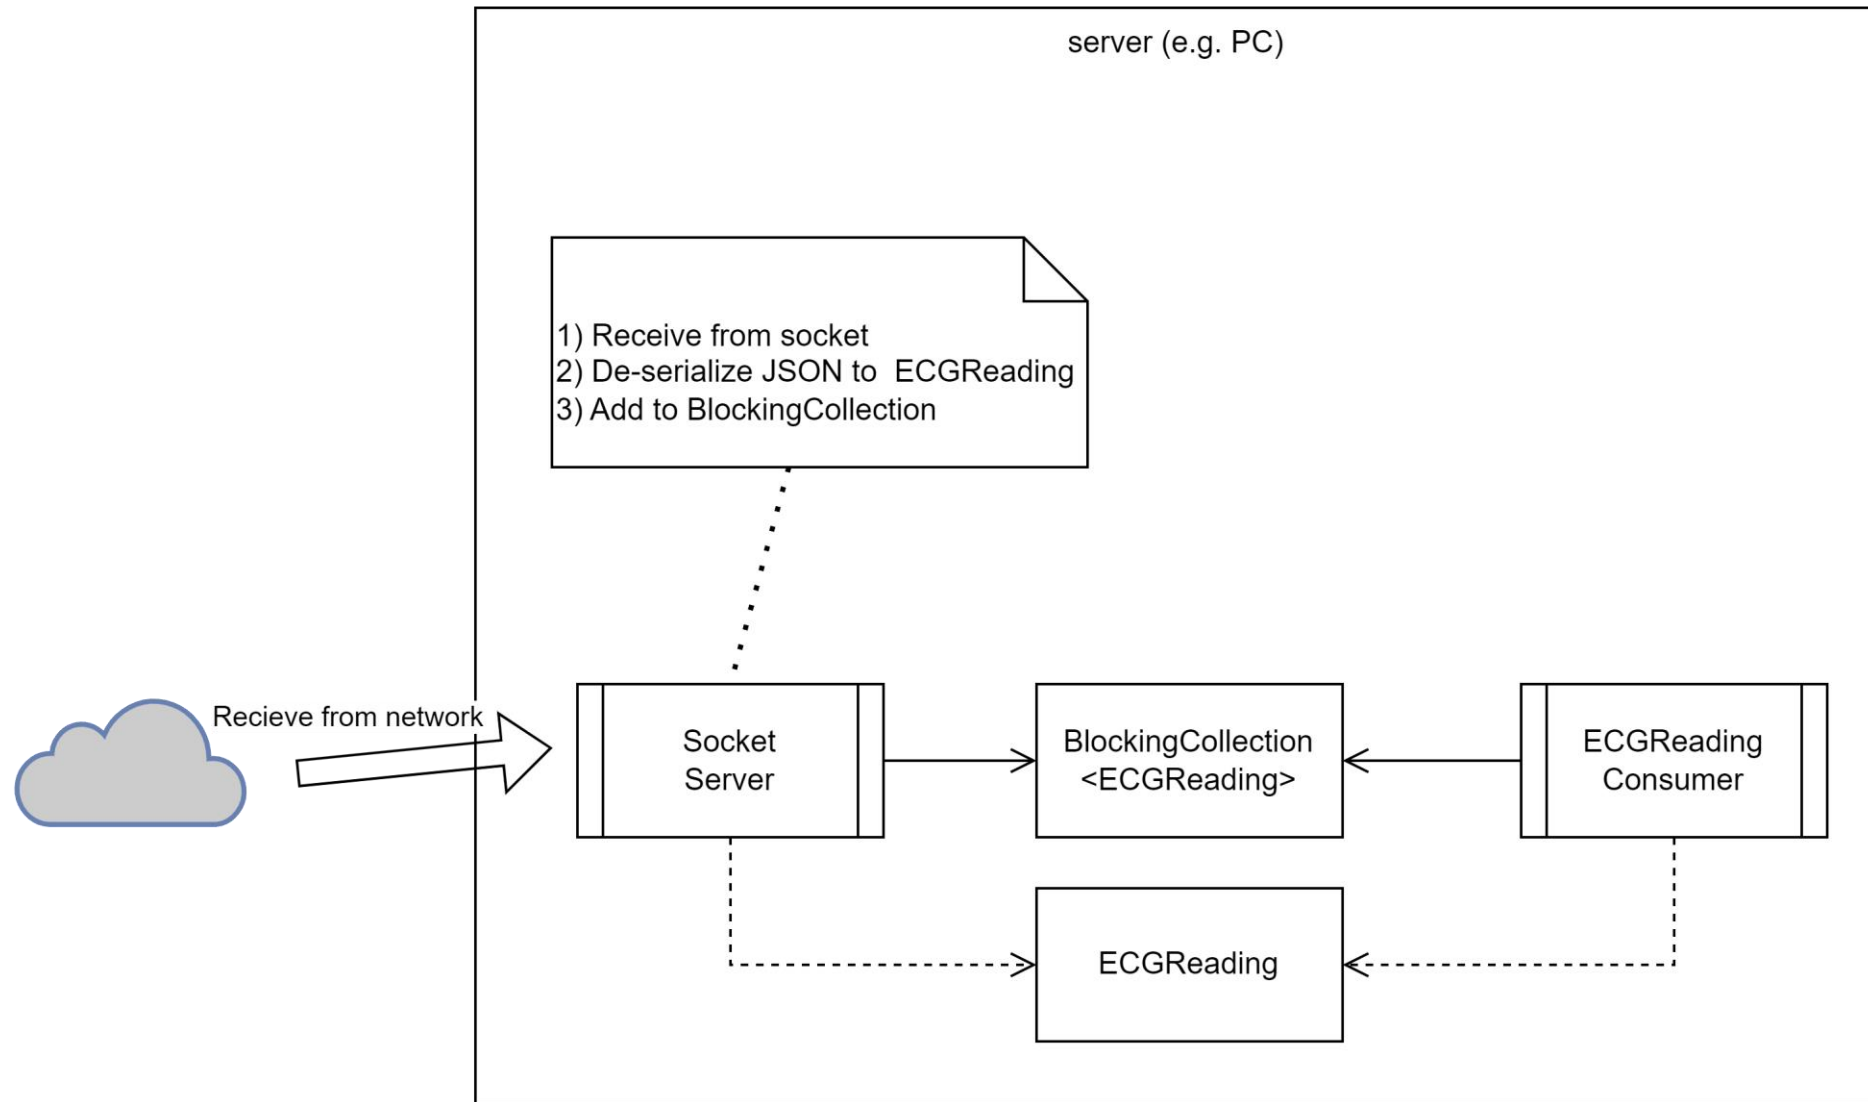 server (e.g. PC)
1) Receive from socket
2) De-serialize JSON to  ECGReading
3) Add to BlockingCollection
Recieve from network
Socket
Server
BlockingCollection
<ECGReading>
ECGReading
Consumer
ECGReading